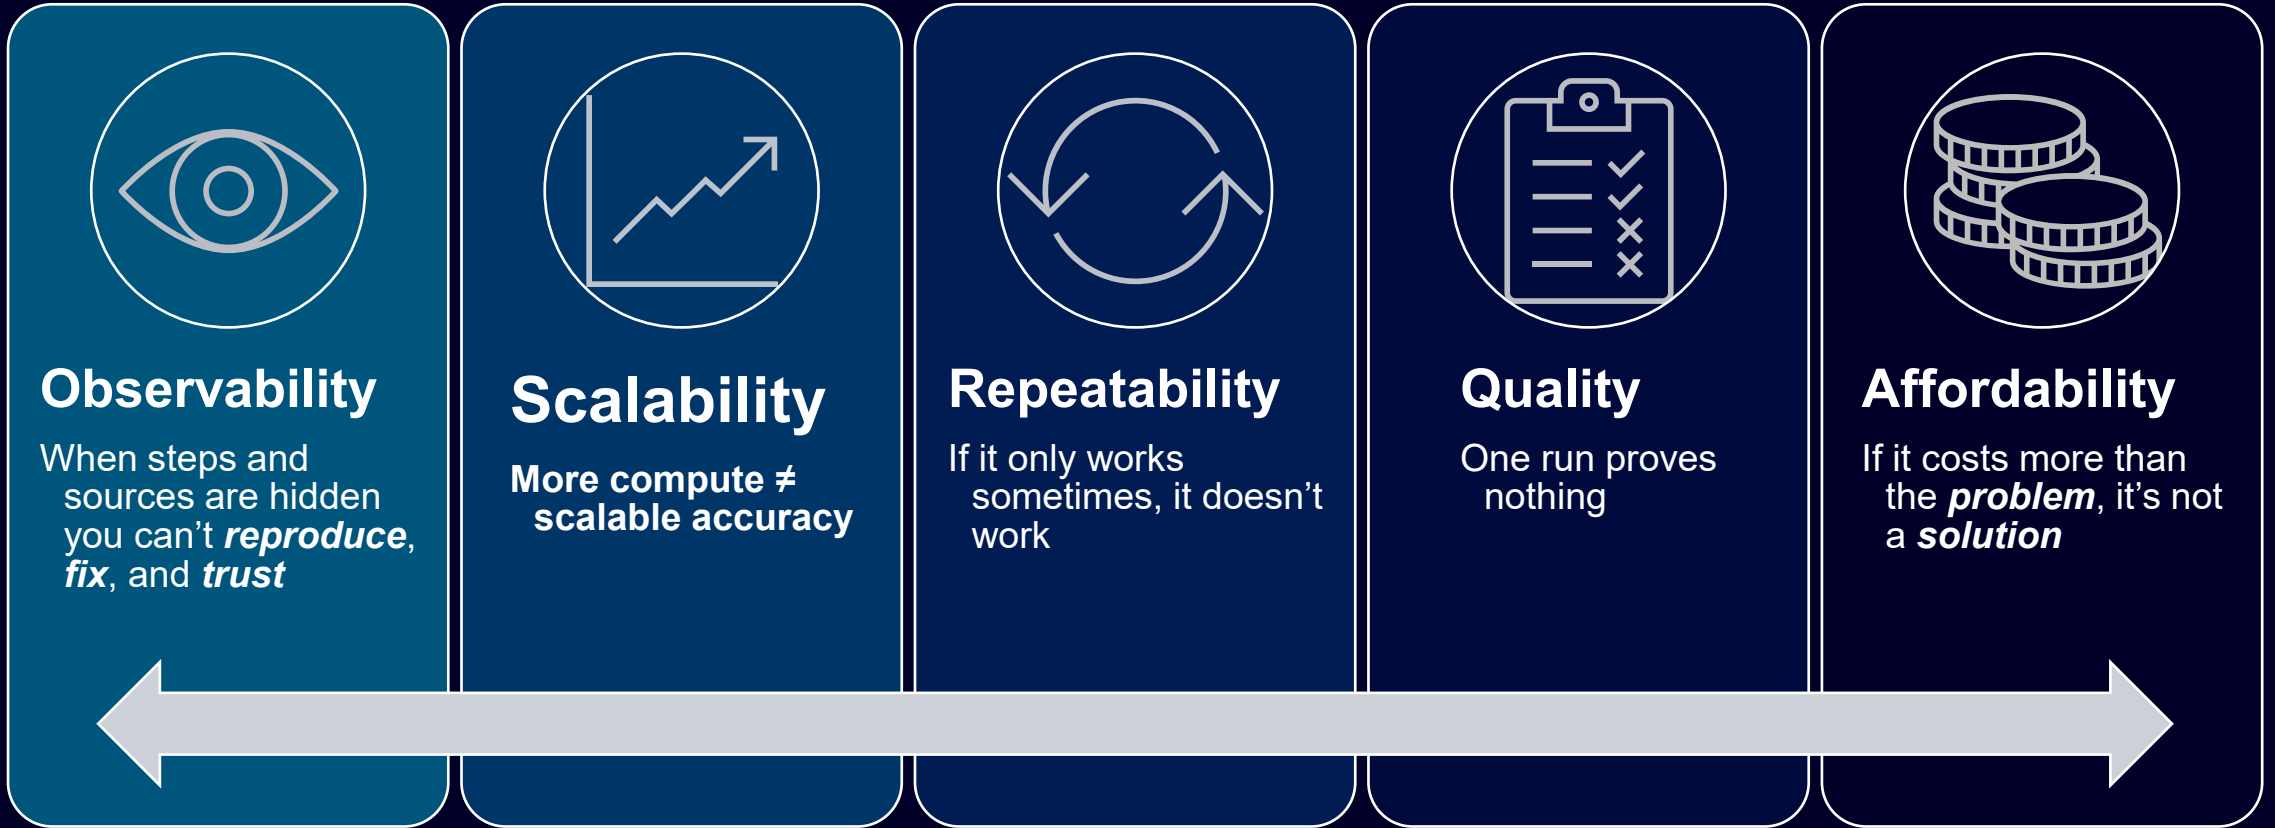 Observability
When steps and
sources are hidden
you can’t reproduce,
fix, and trust
Scalability
More compute ≠
scalable accuracy
Repeatability
If it only works
sometimes, it doesn’t
work
Quality
One run proves
nothing
Affordability
If it costs more than
the problem, it’s not
a solution